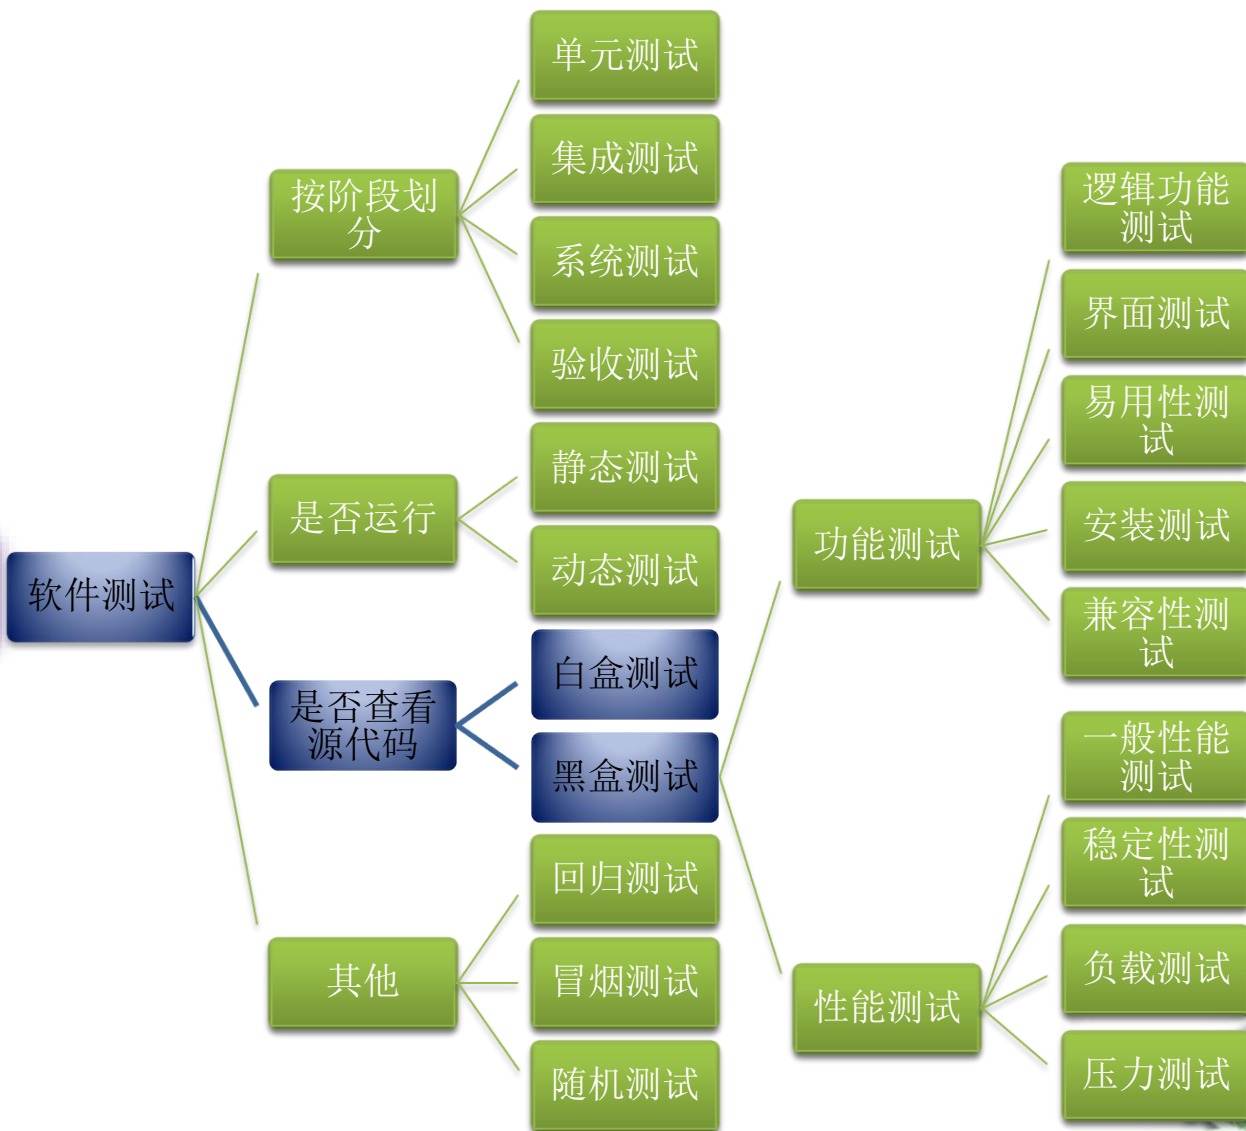 软件测试
按阶段划
分
单元测试
集成测试
系统测试
验收测试
是否运行
静态测试
动态测试
是否查看
源代码
白盒测试
黑盒测试
功能测试
逻辑功能
测试
界面测试
易用性测
试
安装测试
兼容性测
试
性能测试
一般性能
测试
稳定性测
试
负载测试
压力测试
其他
回归测试
冒烟测试
随机测试